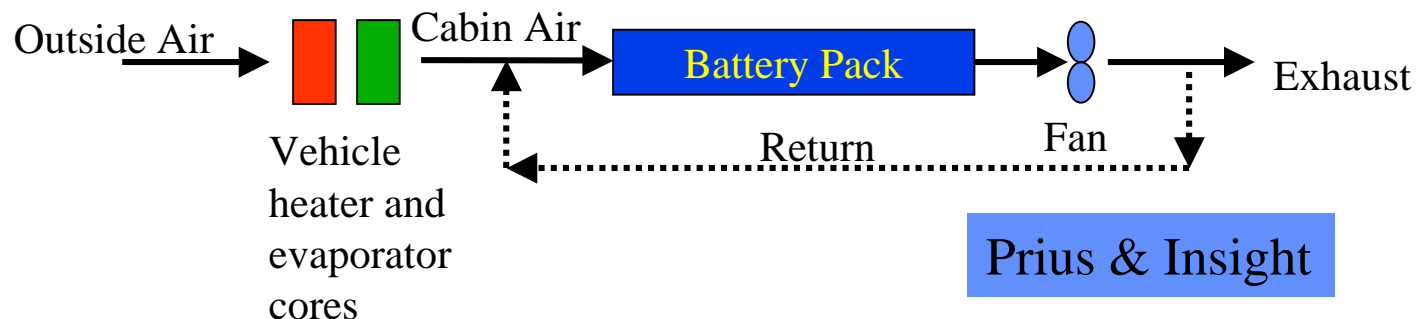 Outside Air
Cabin Air
Battery Pack
Exhaust
Vehicle
heater and
evaporator
cores
Return
Fan
Prius & Insight